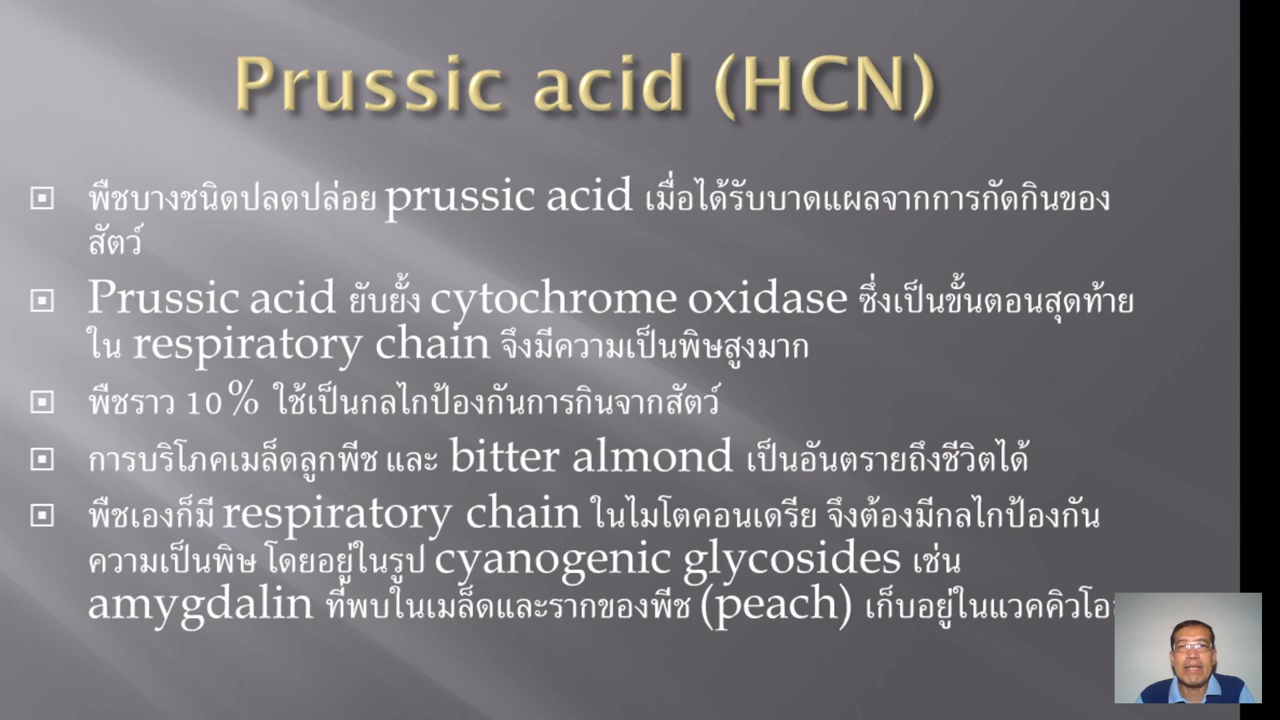 Prussic acid (HCN)
พืชบางชนิดปลดปล่อย prussic acid เมื่อได้รับบาดแผลจากการกัดกินของ
สัตว์
Prussic acid ยับยั้ง cytochrome oxidase ซึ่งเป็นขั้นตอนสุดท้าย
ใน respiratory chain จึงมีความเป็นพิษสูงมาก
พืชราว 10% ใช้เป็นกลไกป้องกันการกินจากสัตว์
การบริโภคเมล็ดลูกพีช และ bitter almond เป็นอันตรายถึงชีวิตได้
พืชเองก็มี respiratory chain ในไมโตคอนเดรีย จึงต้องมีกลไกป้องกัน
ความเป็นพิษ โดยอยู่ในรูป cyanogenic glycosides เช่น
amygdalin ที่พบในเมล็ดและรากของพีช (peach) เก็บอยู่ใน